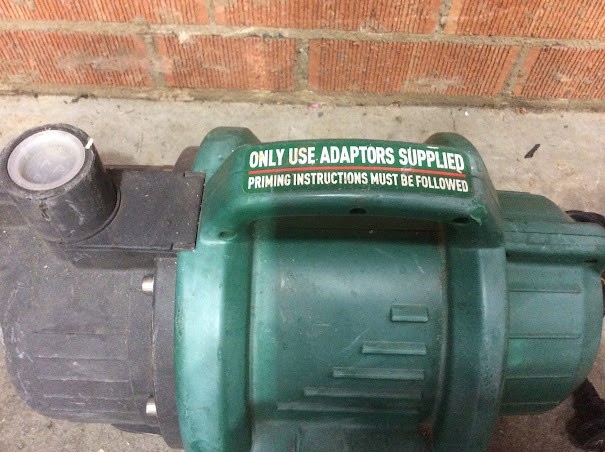 ONLY USE ADAPTORS SUPPLIED
PRIMING INSTRUCTIONS MUST BE FOLLOWED